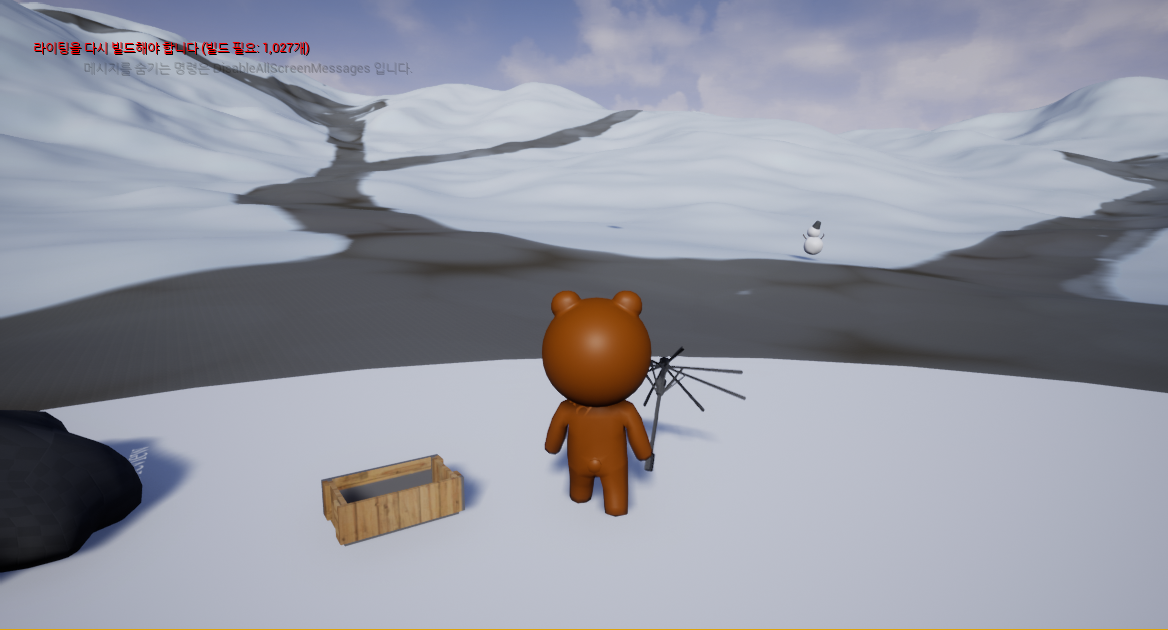 라이팅을 다시 빌드해야 합니다 (빌드 필요: 1,027개)
메시지를 숨기는 명령은 DisableAllScreenMessages 입니다.